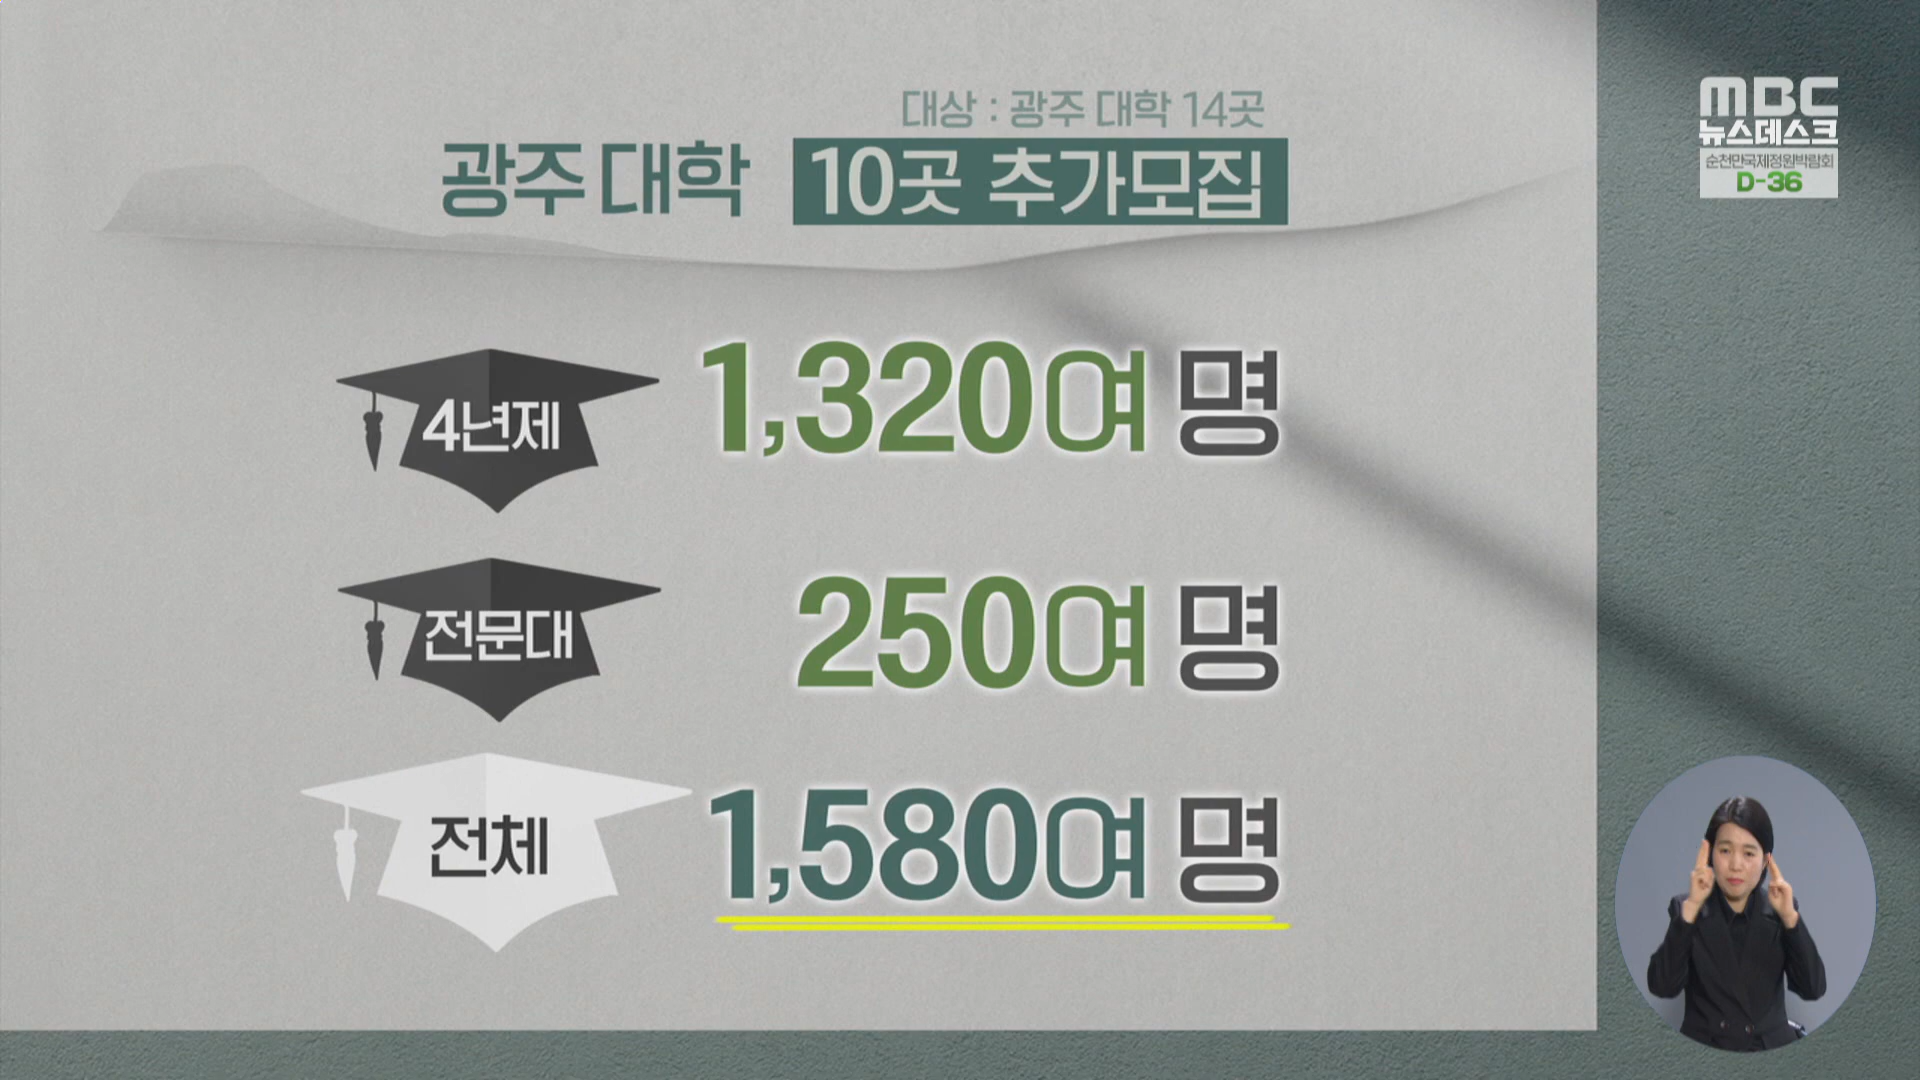 대상 : 광주 대학 14곳
광주 대학 10곳 추가모집
MBC
뉴스데스크
순천만국제정원박람회
D-36
4년제 1,320여 명
전문대 250여 명
전체 1,580여 명